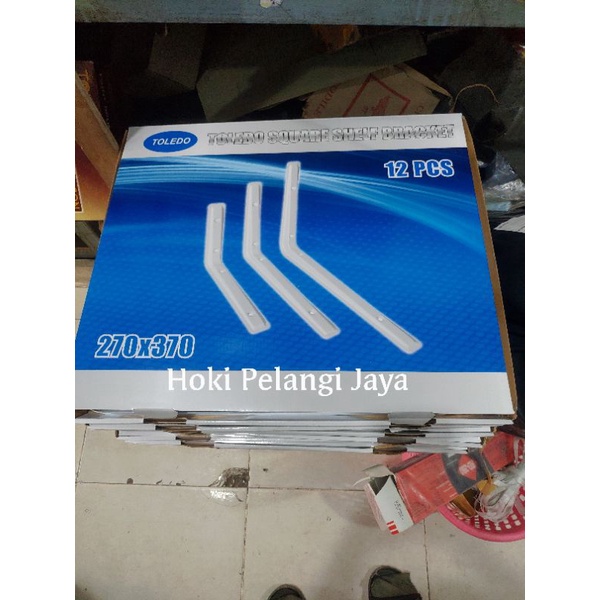 TOLEDO
TOLEDO SQUARE SHELF BRACKET
12 PCS
270x370
Hoki Pelangi Jaya